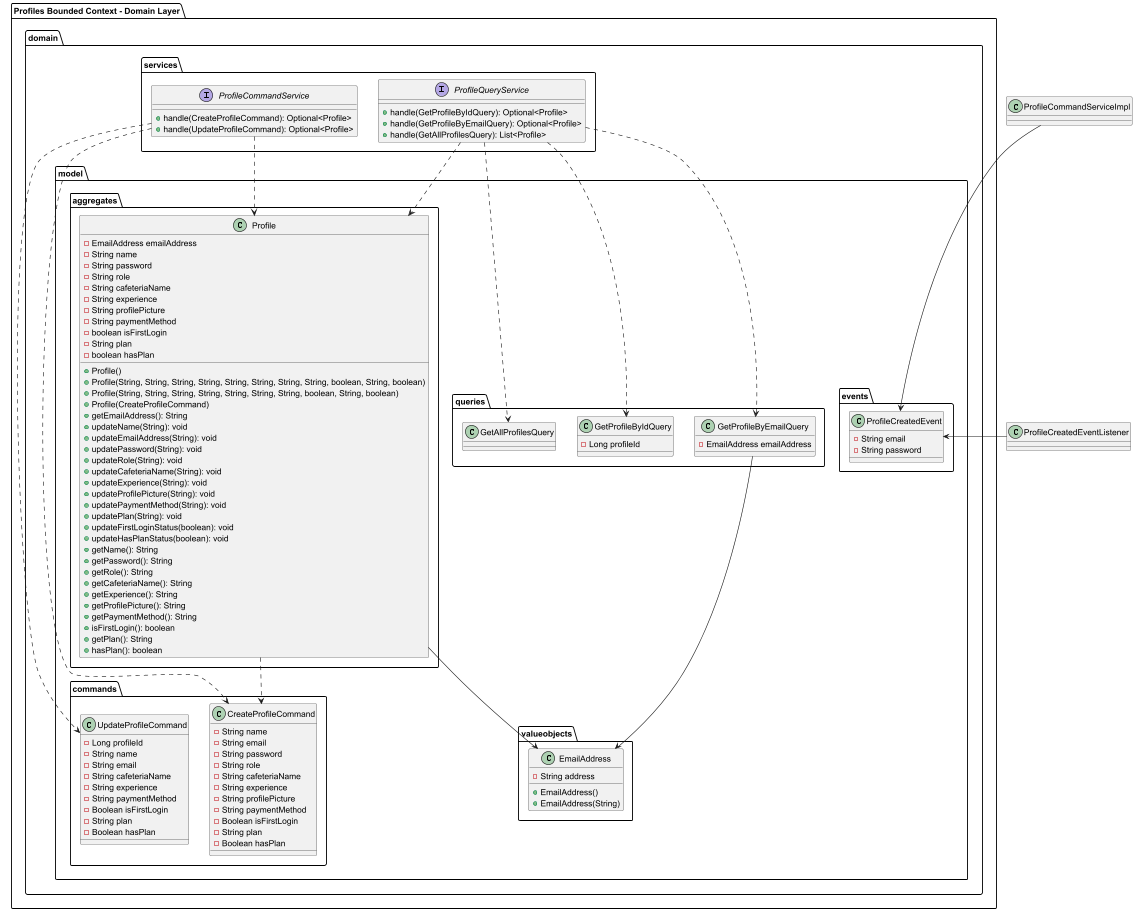 Profiles Bounded Context - Domain Layer
domain
services
I ProfileCommandService
handle(CreateProfileCommand): Optional<Profile>
handle(UpdateProfileCommand): Optional<Profile>
I ProfileQueryService
handle(GetProfileByIdQuery): Optional<Profile>
handle(GetProfileByEmailQuery): Optional<Profile>
handle(GetAllProfilesQuery): List<Profile>
C ProfileCommandServiceImpl
model
aggregates
C Profile
EmailAddress emailAddress
String name
String password
String role
String cafeteriaName
String experience
String profilePicture
String paymentMethod
boolean isFirstLogin
String plan
boolean hasPlan
Profile()
Profile(String, String, String, String, String, String, String, String, boolean, String, boolean)
Profile(String, String, String, String, String, String, String, boolean, String, boolean)
Profile(CreateProfileCommand)
getEmailAddress(): String
updateName(String): void
updateEmailAddress(String): void
updatePassword(String): void
updateRole(String): void
updateCafeteriaName(String): void
updateExperience(String): void
updateProfilePicture(String): void
updatePaymentMethod(String): void
updatePlan(String): void
updateFirstLoginStatus(boolean): void
updateHasPlanStatus(boolean): void
getName(): String
getPassword(): String
getRole(): String
getCafeteriaName(): String
getExperience(): String
getProfilePicture(): String
getPaymentMethod(): String
isFirstLogin(): boolean
getPlan(): String
hasPlan(): boolean
queries
C GetAllProfilesQuery
C GetProfileByIdQuery
Long profileId
C GetProfileByEmailQuery
EmailAddress emailAddress
events
C ProfileCreatedEvent
String email
String password
C ProfileCreatedEventListener
commands
C UpdateProfileCommand
Long profileId
String name
String email
String cafeteriaName
String experience
String paymentMethod
Boolean isFirstLogin
String plan
Boolean hasPlan
C CreateProfileCommand
String name
String email
String password
String role
String cafeteriaName
String experience
String profilePicture
String paymentMethod
Boolean isFirstLogin
String plan
Boolean hasPlan
valueobjects
C EmailAddress
String address
EmailAddress()
EmailAddress(String)